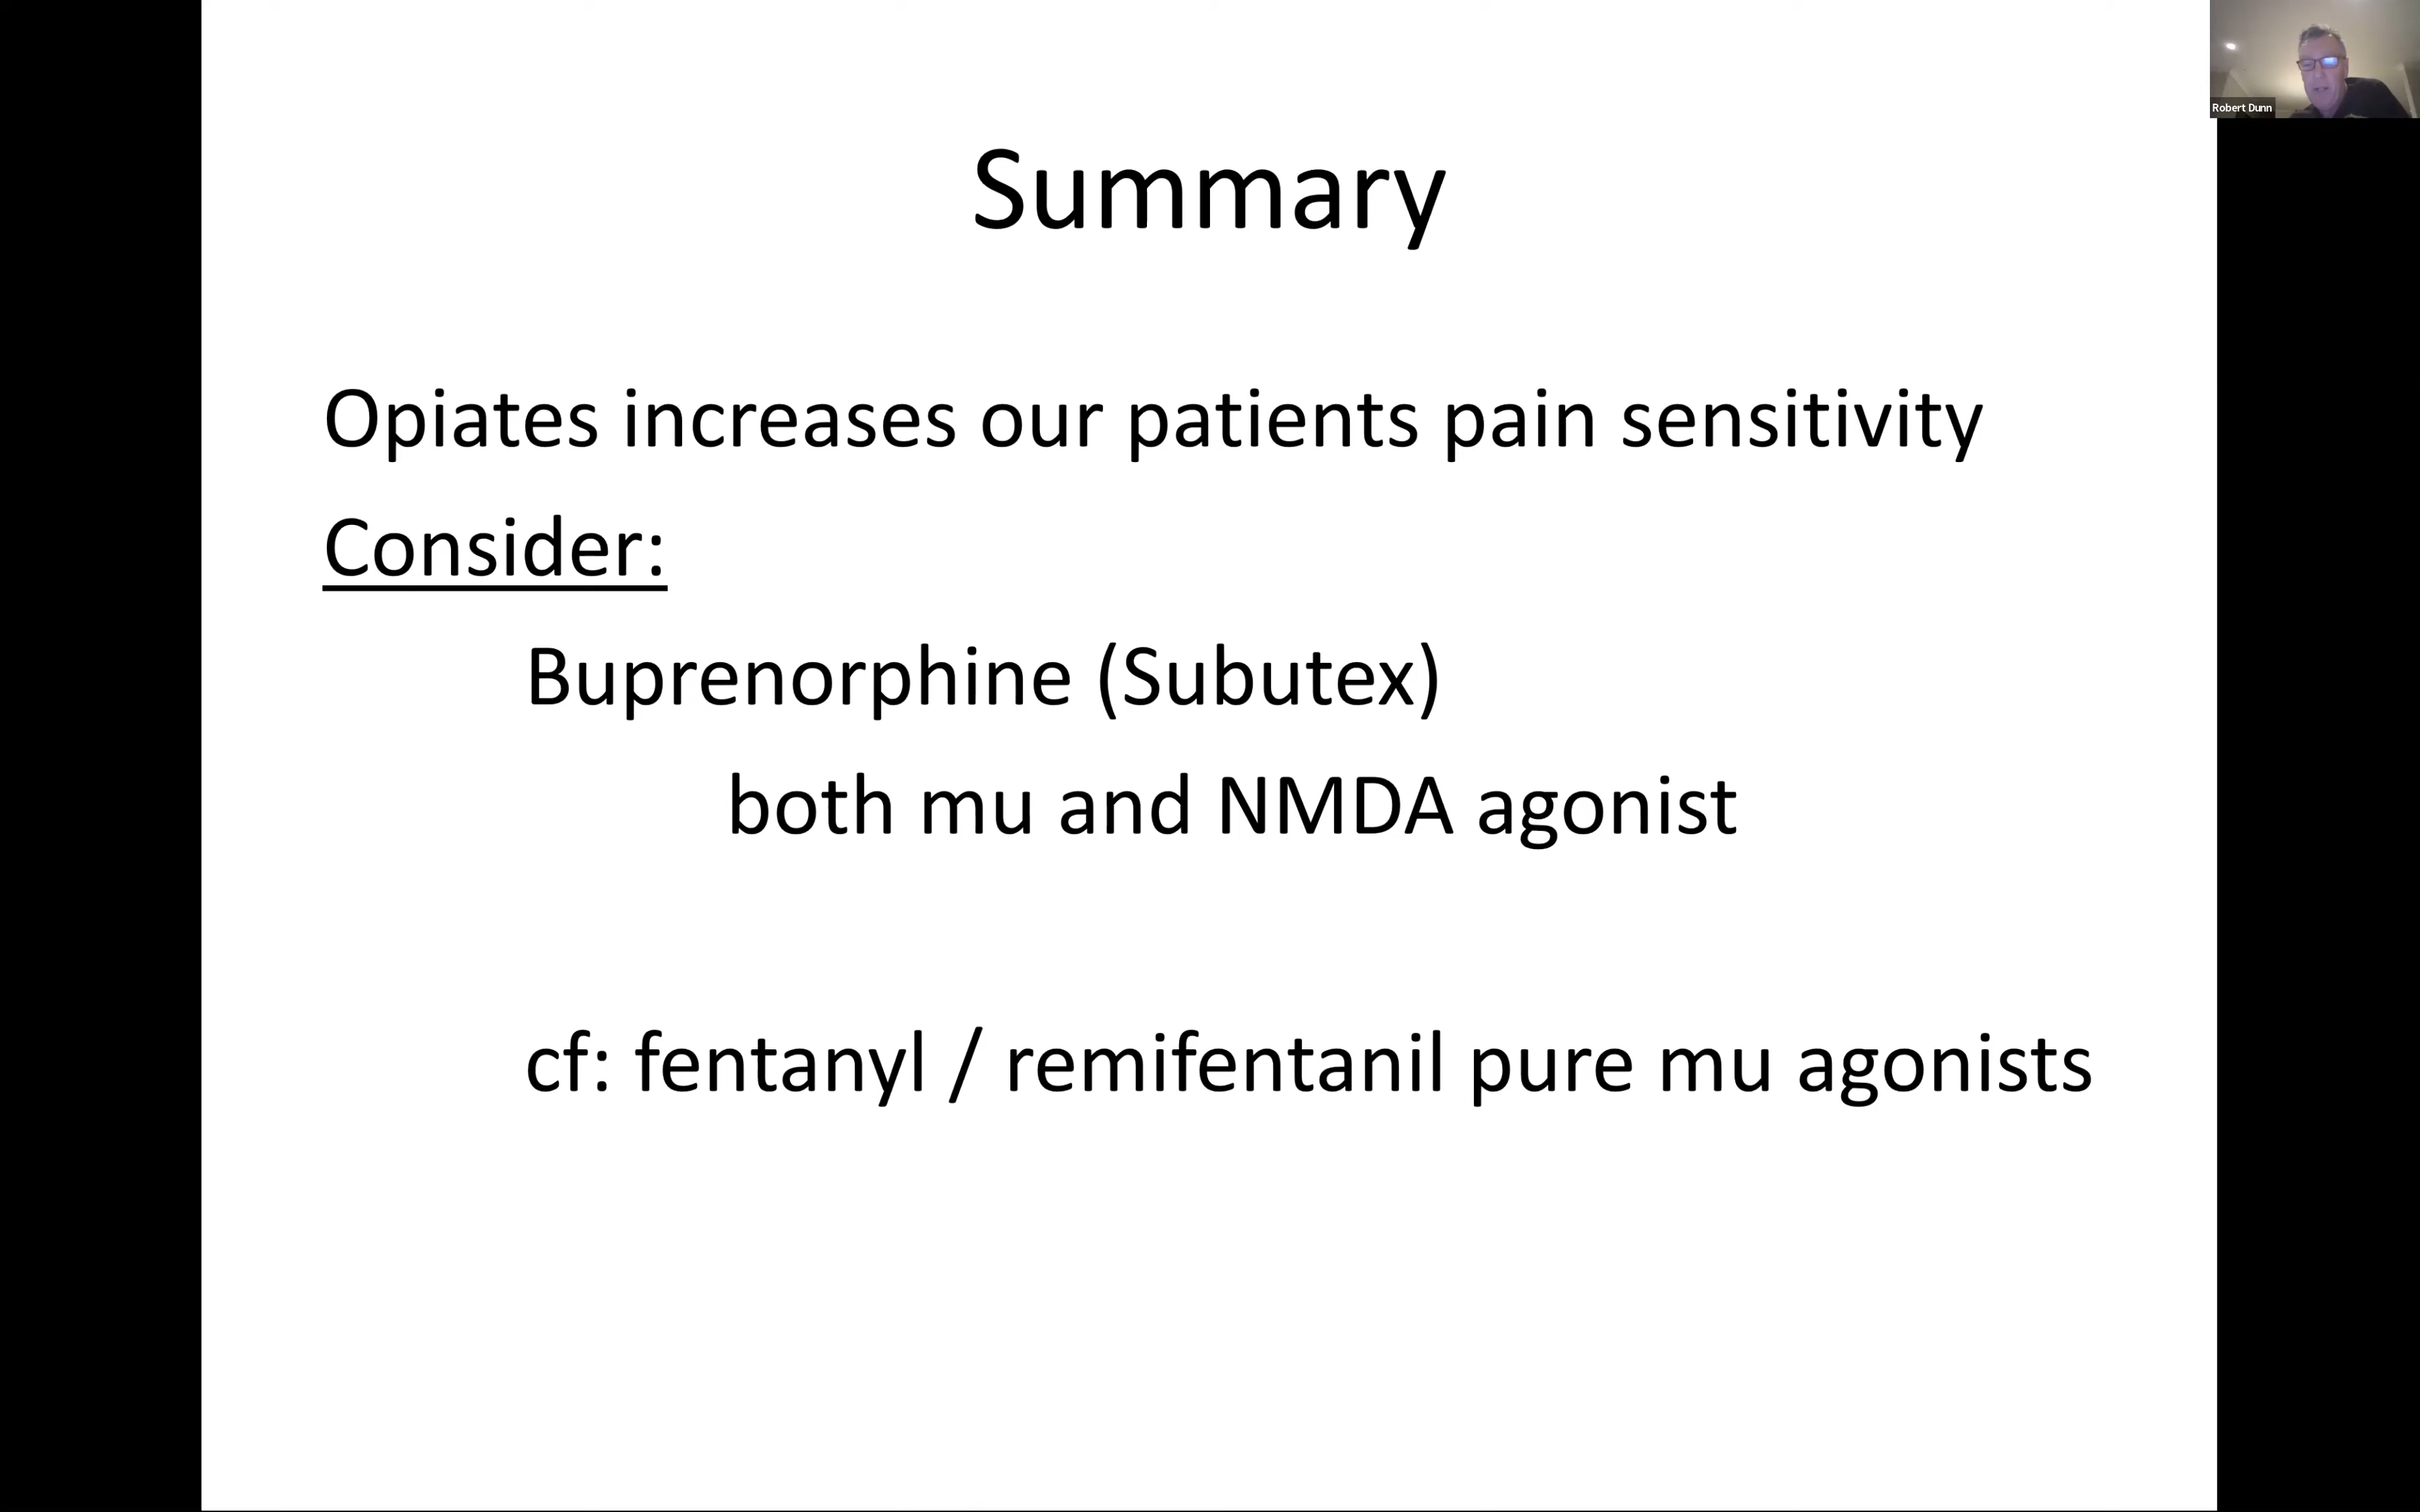 Robert Dunn
Summary
Opiates increases our patients pain sensitivity
Consider:
Buprenorphine (Subutex)
both mu and NMDA agonist
cf: fentanyl / remifentanil pure mu agonists